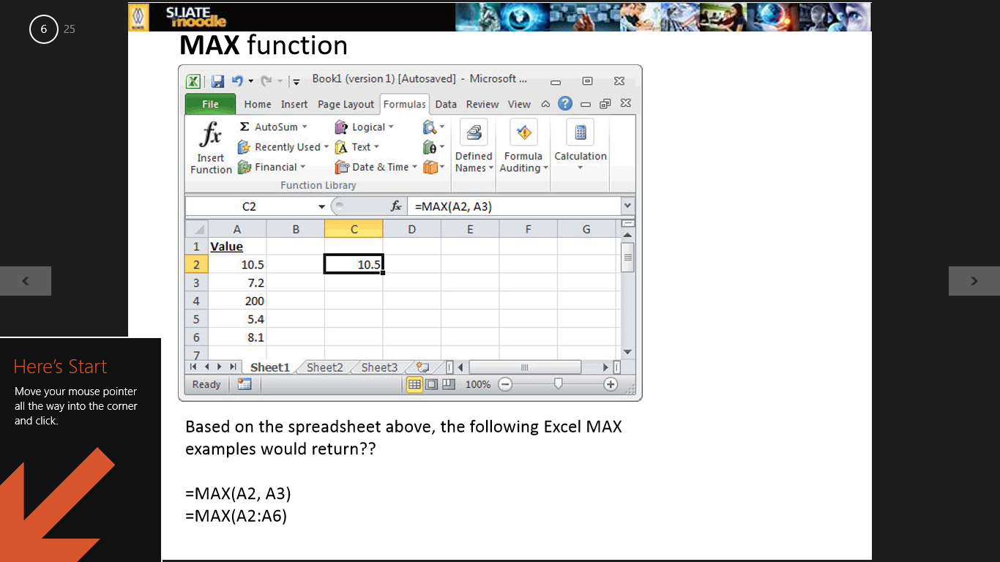 6 25
SLIATE
moodle
MAX function
Book1 (version 1) [Autosaved] - Microsoft ...
File Home Insert Page Layout Formulas Data Review View
fx Σ AutoSum Logical
Insert Function
Recently Used Text
Financial Date & Time
Defined Names
Formula Auditing
Calculation
Function Library
C2 fx =MAX(A2, A3)
A B C D E F G
1 Value
2 10.5 10.5
3 7.2
4 200
5 5.4
6 8.1
7
Sheet1 Sheet2 Sheet3
Ready 100%
Based on the spreadsheet above, the following Excel MAX
examples would return??
=MAX(A2, A3)
=MAX(A2:A6)
Here's Start
Move your mouse pointer
all the way into the corner
and click.